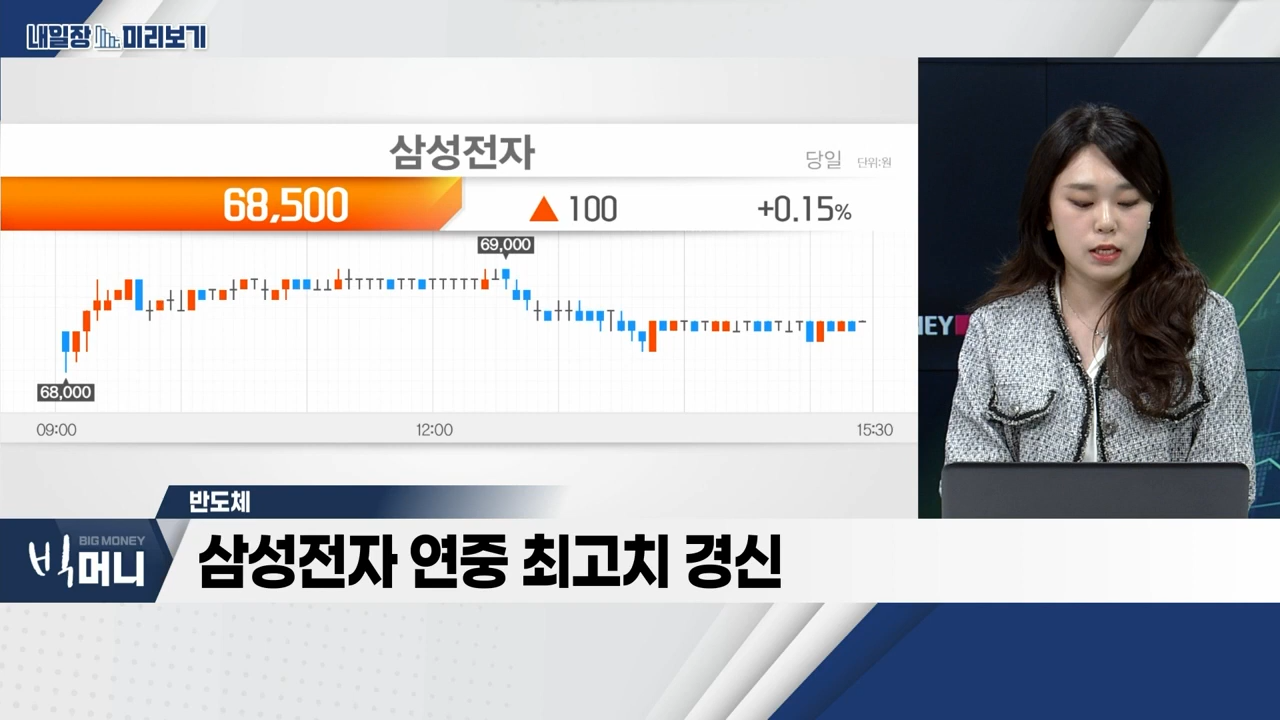 내일장 미리보기
삼성전자
당일 단위:원
68,500 ▲ 100 +0.15%
69,000
68,000
09:00 12:00 15:30
NEY
반도체
BIG MONEY
빅머니
삼성전자 연중 최고치 경신